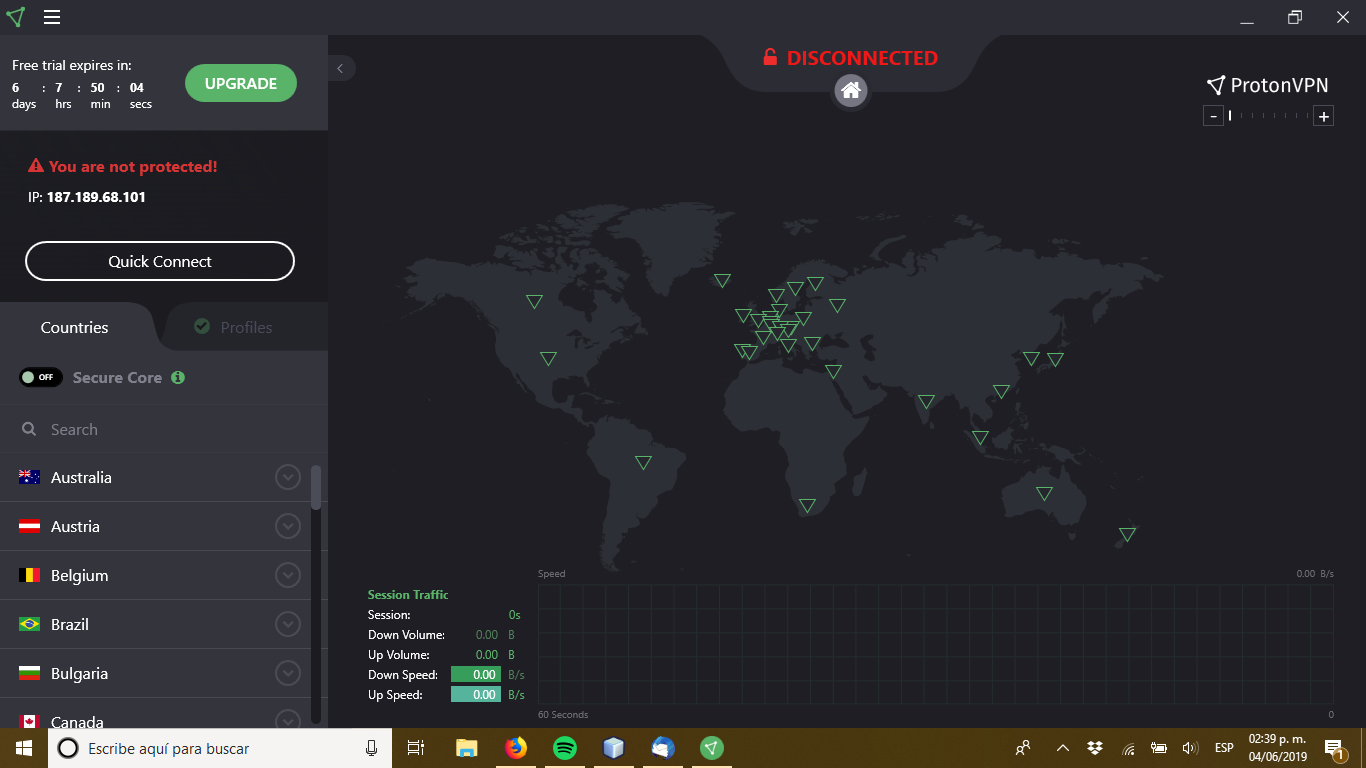 Free trial expires in:
6 : 7 : 50 : 04
days hrs min secs
UPGRADE
You are not protected!
IP: 187.189.68.101
Quick Connect
Countries
Profiles
OFF Secure Core
Search
Australia
Austria
Belgium
Brazil
Bulgaria
Canada
DISCONNECTED
ProtonVPN
- +
Session Traffic
Session: 0s
Down Volume: 0.00 B
Up Volume: 0.00 B
Down Speed: 0.00 B/s
Up Speed: 0.00 B/s
Speed 0.00 B/s
60 Seconds 0
Escribe aquí para buscar
ESP
02:39 p. m.
04/06/2019
1